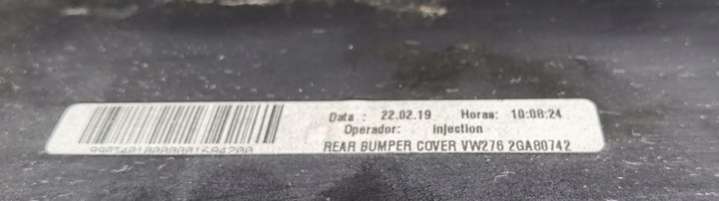 Data : 22.02.19 Horas: 10:08:24
Operador: Injection
REAR BUMPER COVER VW276 2GA80742